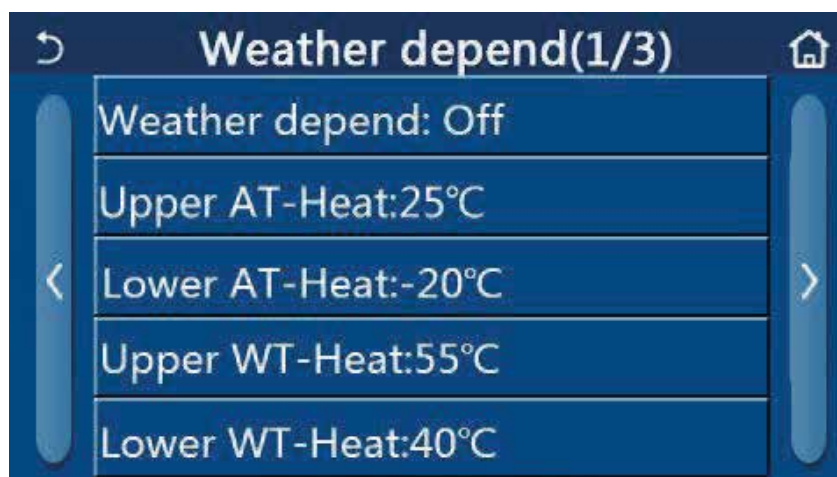 Weather depend(1/3)
Weather depend: Off
Upper AT-Heat:25℃
Lower AT-Heat:-20℃
Upper WT-Heat:55℃
Lower WT-Heat:40℃